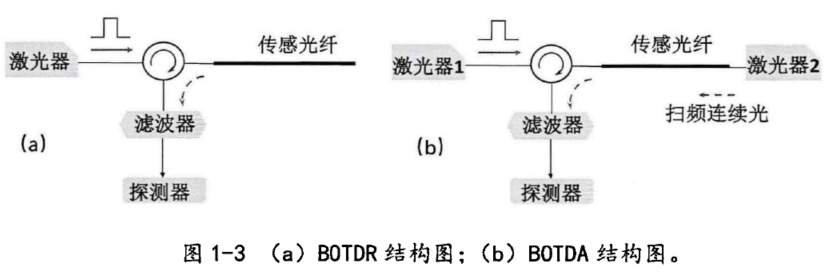 激光器
传感光纤
滤波器
探测器
(a)
激光器1
传感光纤
激光器2
扫频连续光
滤波器
探测器
(b)
图 1-3 （a）BOTDR 结构图；（b）BOTDA 结构图。